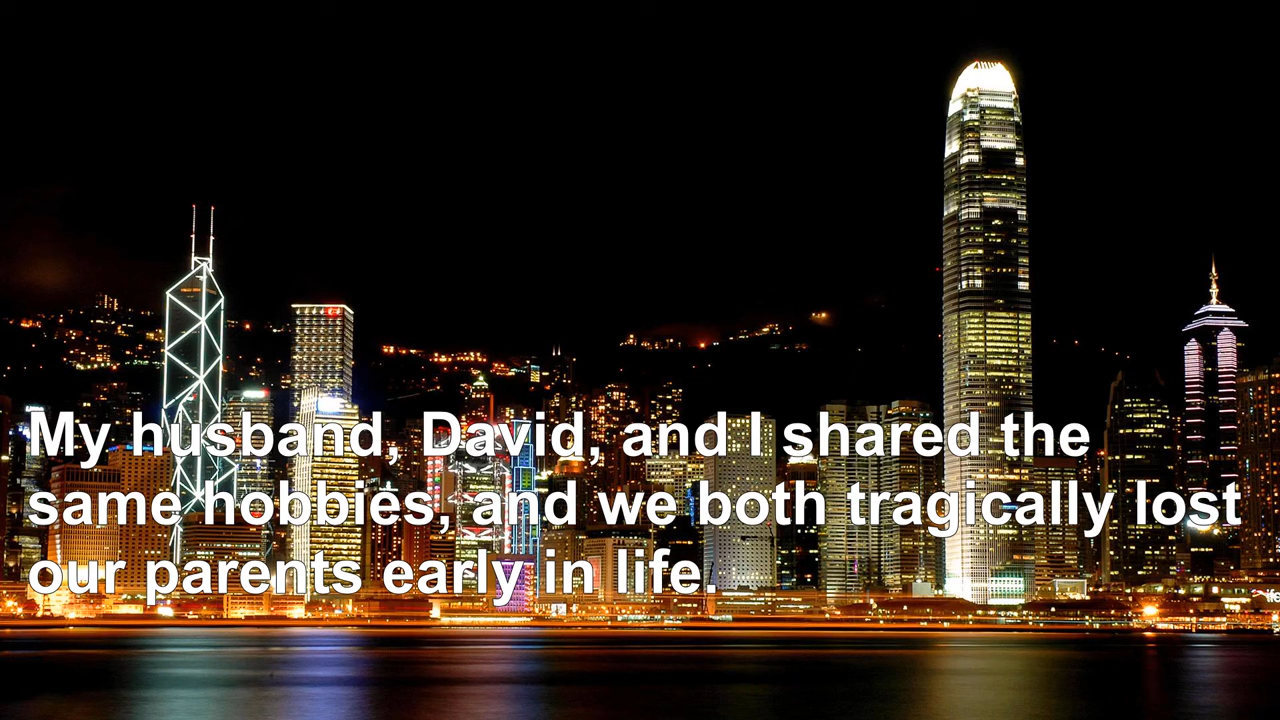 My husband, David, and I shared the
same hobbies, and we both tragically lost
our parents early in life.